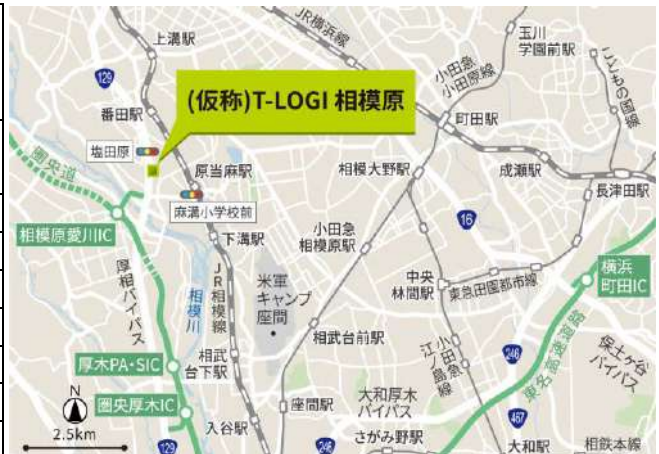 上溝駅
129
JR横浜線
小田急
小田原線
玉川
学園前駅
こどもの国線
(仮称)T-LOGI 相模原
番田駅
町田駅
塩田原
圏央道
原当麻駅
相模大野駅
成瀬駅
長津田駅
麻溝小学校前
相模原愛川IC
下溝駅
小田急
相模原駅
16
厚相バイパス
相模川
JR相模線
米軍
キャンプ
座間
中央
林間駅
東急田園都市線
横浜
町田IC
相武台前駅
小田急
江ノ島線
246
東名高速道路
保土ヶ谷
バイパス
厚木PA・SIC
相武
台下駅
圏央厚木IC
座間駅
大和厚木
バイパス
467
N
2.5km
129
入谷駅
246
さがみ野駅
大和駅
相鉄本線